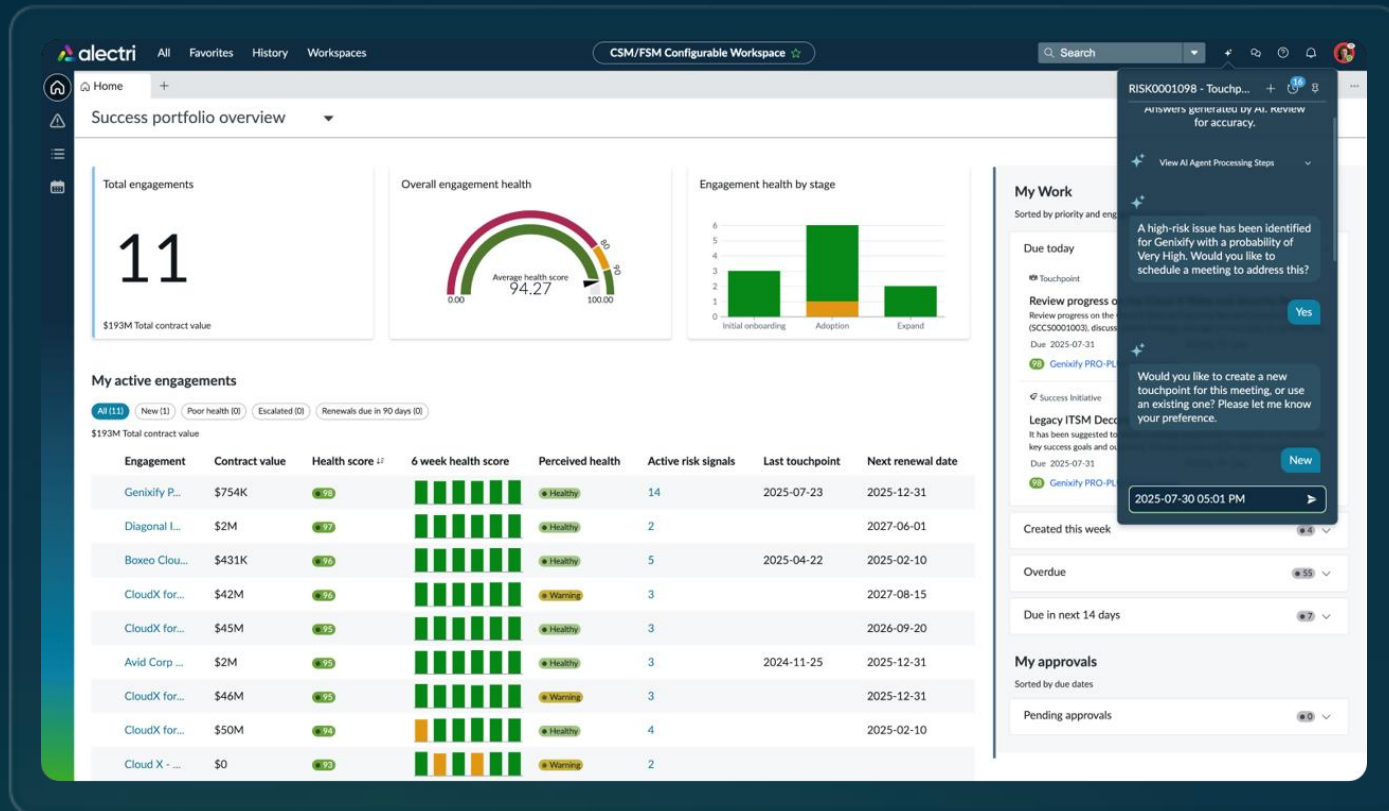 alectri
All
Favorites
History
Workspaces
CSM/FSM Configurable Workspace ☆
Search
Home
+
Success portfolio overview
Total engagements
11
$193M Total contract value
Overall engagement health
80
90
Average health score
94.27
0.00
100.00
Engagement health by stage
6
5
4
3
2
1
0
Initial onboarding
Adoption
Expand
My active engagements
All (11)
New (1)
Poor health (0)
Escalated (0)
Renewals due in 90 days (0)
$193M Total contract value
Engagement Contract value Health score 6 week health score Perceived health Active risk signals Last touchpoint Next renewal date
Genixify P... $754K 98 Healthy 14 2025-07-23 2025-12-31
Diagonal I... $2M 97 Healthy 2 2027-06-01
Boxeo Clou... $431K 96 Healthy 5 2025-04-22 2025-02-10
CloudX for... $42M 96 Warning 3 2027-08-15
CloudX for... $45M 95 Healthy 3 2026-09-20
Avid Corp ... $2M 95 Healthy 3 2024-11-25 2025-12-31
CloudX for... $46M 95 Warning 3 2025-12-31
CloudX for... $50M 94 Healthy 4 2025-02-10
Cloud X - ... $0 93 Warning 2
My Work
Sorted by priority and eng
Due today
Touchpoint
Review progress o
Review progress on the
(SCCS0001003), discuss
Due 2025-07-31
98 Genixify PRO-PL
Success Initiative
Legacy ITSM Deco
It has been suggested to
key success goals and ou
Due 2025-07-31
98 Genixify PRO-PL
Created this week 4
Overdue 55
Due in next 14 days 7
My approvals
Sorted by due dates
Pending approvals 0
RISK0001098 - Touchp...
+
16
Answers generated by AI. Review
for accuracy.
View AI Agent Processing Steps
A high-risk issue has been identified
for Genixify with a probability of
Very High. Would you like to
schedule a meeting to address this?
Yes
Would you like to create a new
touchpoint for this meeting, or use
an existing one? Please let me know
your preference.
New
2025-07-30 05:01 PM